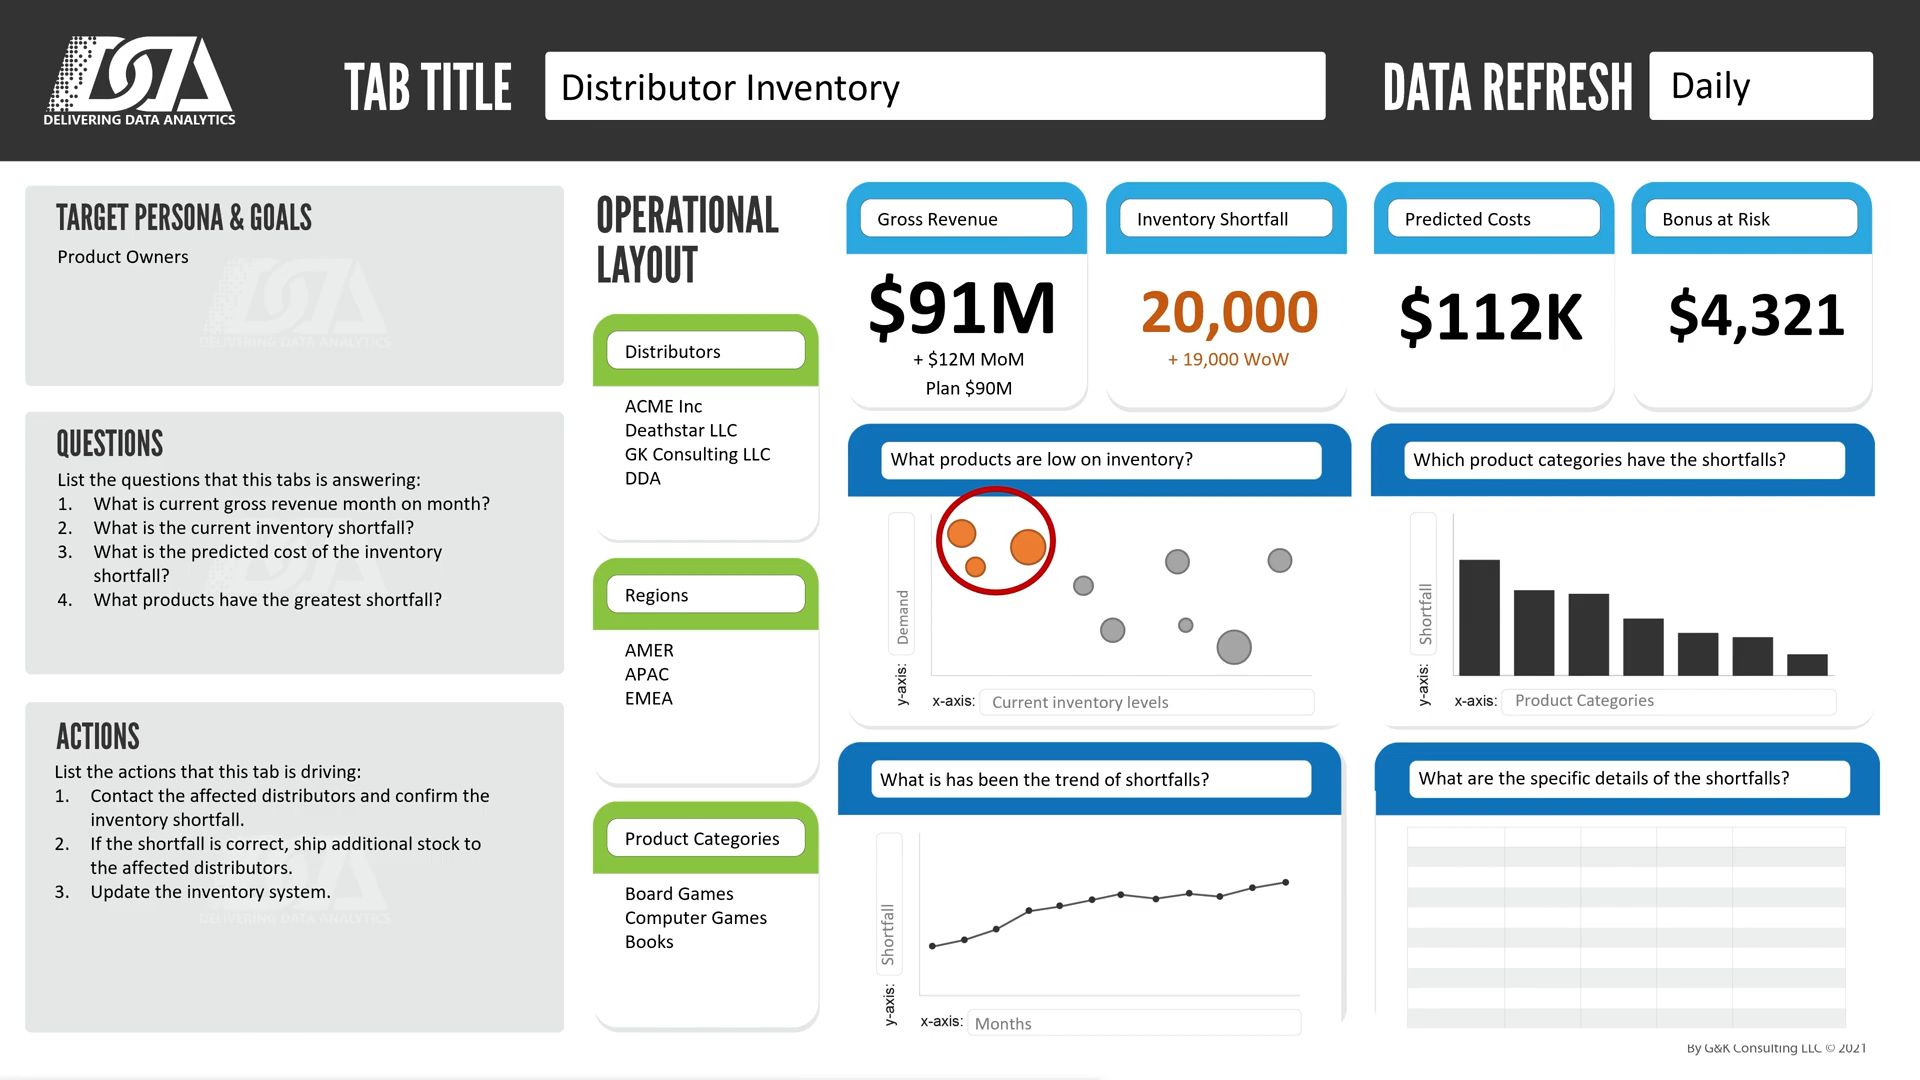 DDA
DELIVERING DATA ANALYTICS
TAB TITLE
Distributor Inventory
DATA REFRESH
Daily
TARGET PERSONA & GOALS
Product Owners
DELIVERING DATA ANALYTICS
QUESTIONS
List the questions that this tabs is answering:
1. What is current gross revenue month on month?
2. What is the current inventory shortfall?
3. What is the predicted cost of the inventory
shortfall?
4. What products have the greatest shortfall?
ACTIONS
List the actions that this tab is driving:
1. Contact the affected distributors and confirm the
inventory shortfall.
2. If the shortfall is correct, ship additional stock to
the affected distributors.
3. Update the inventory system.
DELIVERING DATA ANALYTICS
OPERATIONAL
LAYOUT
Distributors
ACME Inc
Deathstar LLC
GK Consulting LLC
DDA
Regions
AMER
APAC
EMEA
Product Categories
Board Games
Computer Games
Books
Gross Revenue
$91M
+ $12M MoM
Plan $90M
Inventory Shortfall
20,000
+ 19,000 WoW
Predicted Costs
$112K
Bonus at Risk
$4,321
What products are low on inventory?
y-axis: Demand
x-axis: Current inventory levels
Which product categories have the shortfalls?
y-axis: Shortfall
x-axis: Product Categories
What is has been the trend of shortfalls?
y-axis: Shortfall
x-axis: Months
What are the specific details of the shortfalls?
By G&K Consulting LLC © 2021